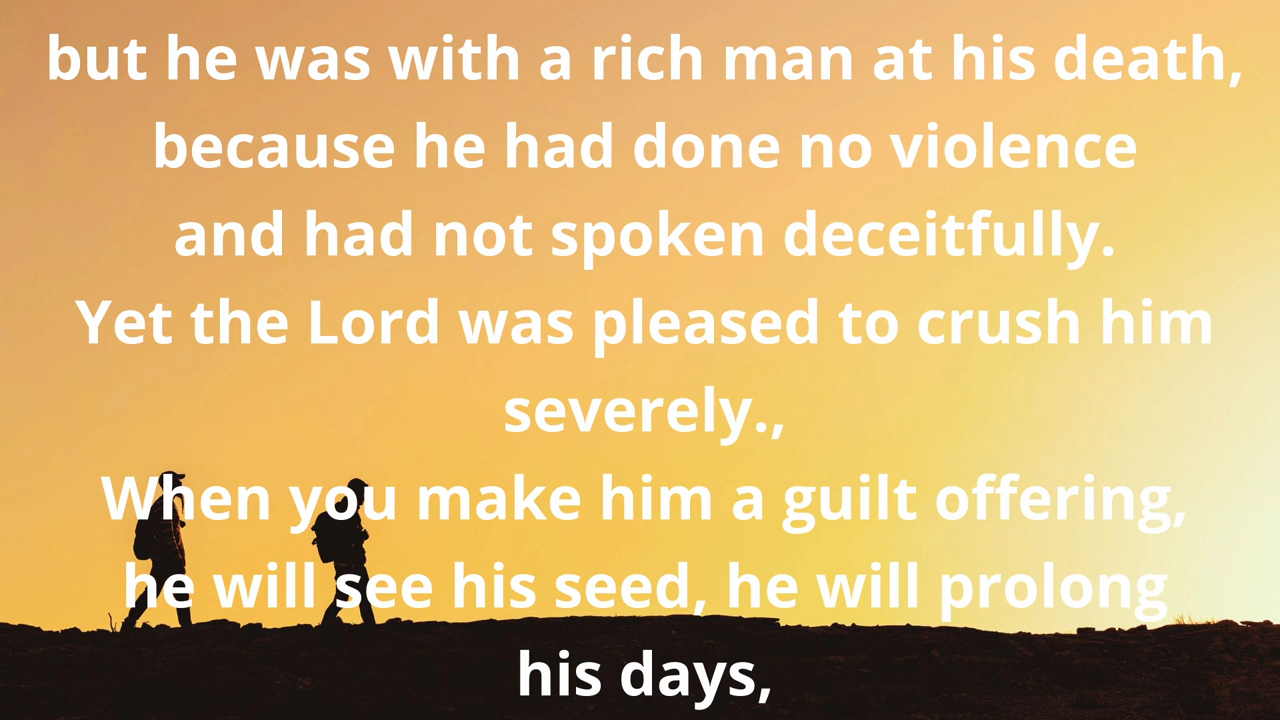 but he was with a rich man at his death,
because he had done no violence
and had not spoken deceitfully.
Yet the Lord was pleased to crush him
severely.,
When you make him a guilt offering,
he will see his seed, he will prolong
his days,